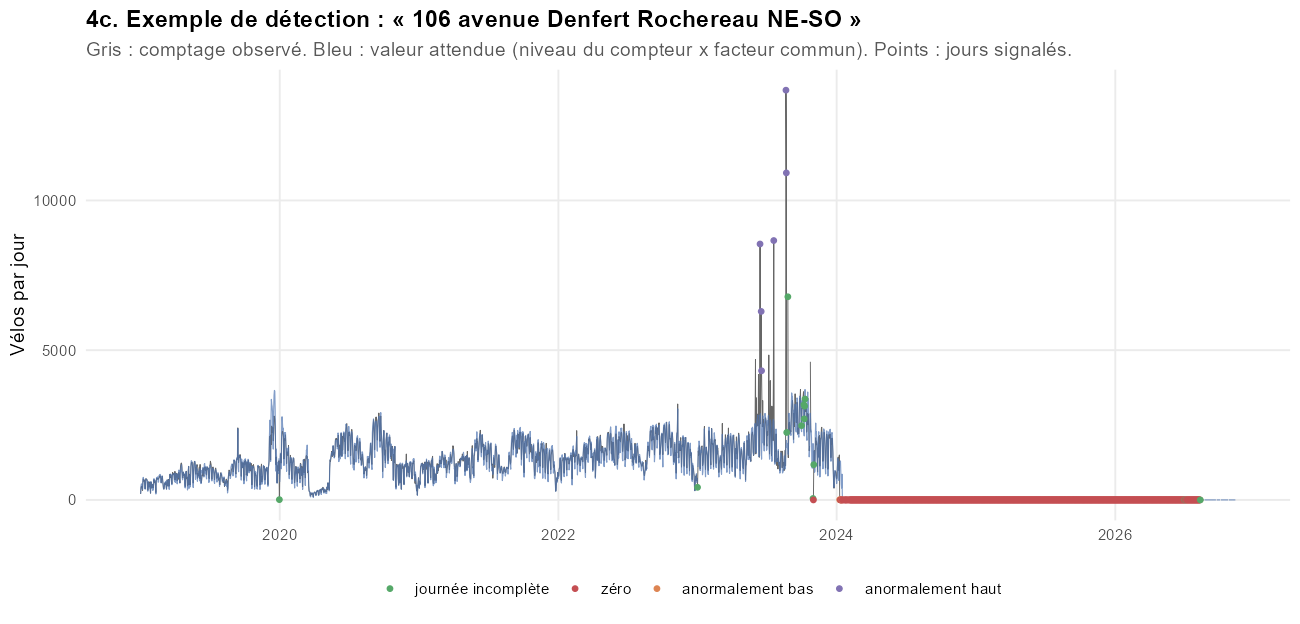 4c. Exemple de détection : « 106 avenue Denfert Rochereau NE-SO »
Gris : comptage observé. Bleu : valeur attendue (niveau du compteur x facteur commun). Points : jours signalés.
Vélos par jour
10000
5000
0
2020
2022
2024
2026
journée incomplète
zéro
anormalement bas
anormalement haut